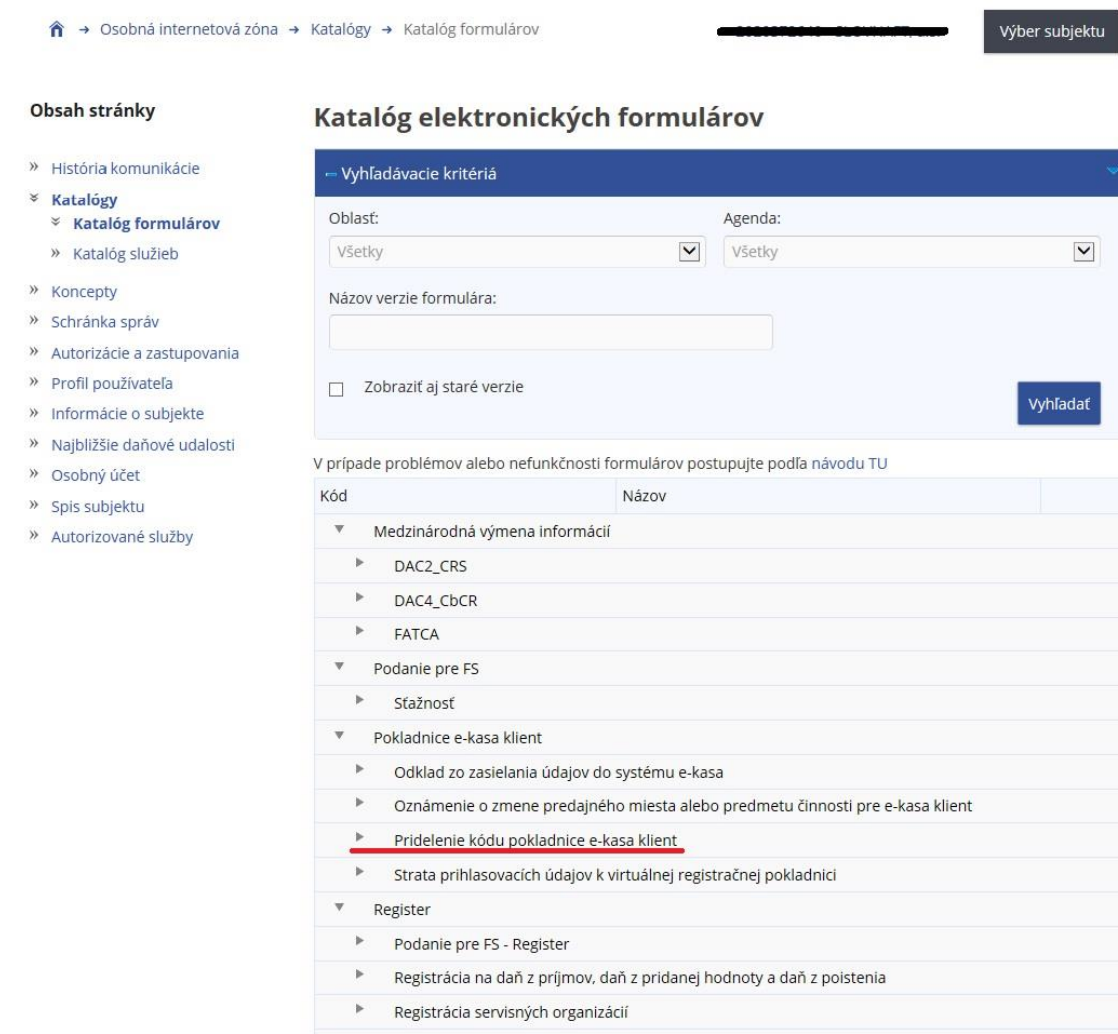 Osobná internetová zóna → Katalógy → Katalóg formulárov
Výber subjektu
Obsah stránky
História komunikácie
Katalógy
Katalóg formulárov
Katalóg služieb
Koncepty
Schránka správ
Autorizácie a zastupovania
Profil používateľa
Informácie o subjekte
Najbližšie daňové udalosti
Osobný účet
Spis subjektu
Autorizované služby
Katalóg elektronických formulárov
Vyhľadávacie kritériá
Oblasť: Agenda:
Všetky Všetky
Názov verzie formulára:
Zobraziť aj staré verzie
Vyhľadať
V prípade problémov alebo nefunkčnosti formulárov postupujte podľa návodu TU
Kód Názov
Medzinárodná výmena informácií
DAC2_CRS
DAC4_CbCR
FATCA
Podanie pre FS
Sťažnosť
Pokladnice e-kasa klient
Odklad zo zasielania údajov do systému e-kasa
Oznámenie o zmene predajného miesta alebo predmetu činnosti pre e-kasa klient
Pridelenie kódu pokladnice e-kasa klient
Strata prihlasovacích údajov k virtuálnej registračnej pokladnici
Register
Podanie pre FS - Register
Registrácia na daň z príjmov, daň z pridanej hodnoty a daň z poistenia
Registrácia servisných organizácií